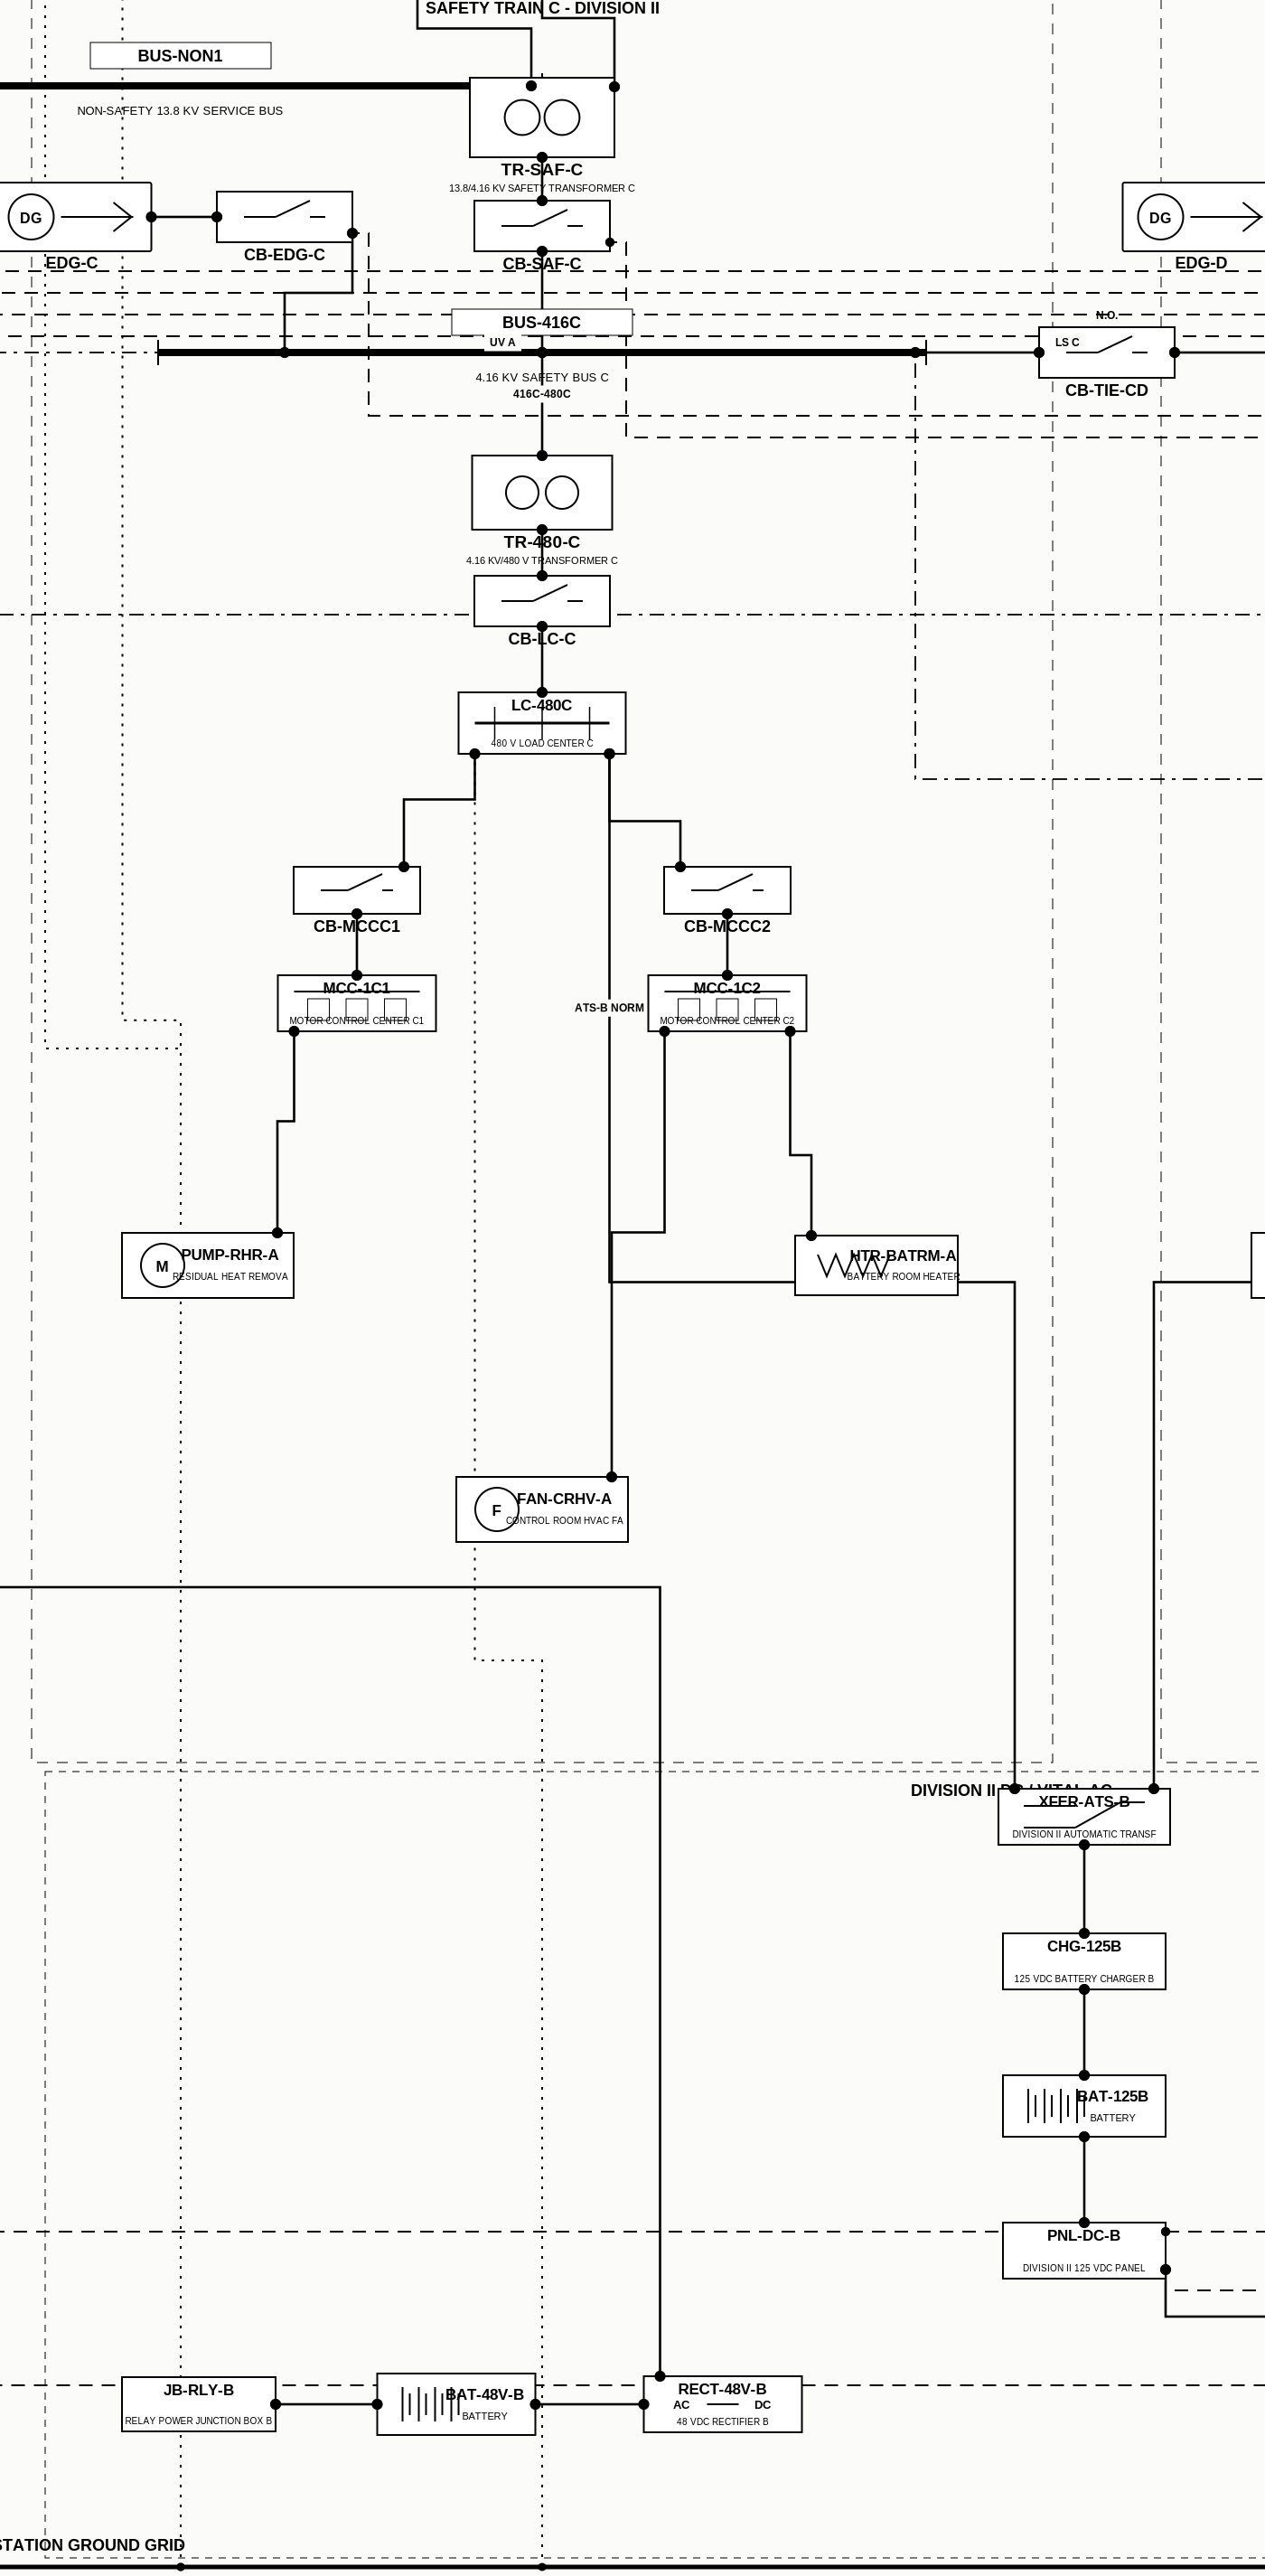 SAFETY TRAIN C - DIVISION II
BUS-NON1
NON-SAFETY 13.8 KV SERVICE BUS
TR-SAF-C
13.8/4.16 KV SAFETY TRANSFORMER C
DG
EDG-C
CB-EDG-C
CB-SAF-C
DG
EDG-D
BUS-416C
UV A
4.16 KV SAFETY BUS C
416C-480C
N.O.
LS C
CB-TIE-CD
TR-480-C
4.16 KV/480 V TRANSFORMER C
CB-LC-C
LC-480C
480 V LOAD CENTER C
CB-MCCC1
CB-MCCC2
MCC-1C1
MOTOR CONTROL CENTER C1
ATS-B NORM
MCC-1C2
MOTOR CONTROL CENTER C2
M
PUMP-RHR-A
RESIDUAL HEAT REMOVA
HTR-BATRM-A
BATTERY ROOM HEATER
F
FAN-CRHV-A
CONTROL ROOM HVAC FA
DIVISION II DC / VITAL AC
XFER-ATS-B
DIVISION II AUTOMATIC TRANSF
CHG-125B
125 VDC BATTERY CHARGER B
BAT-125B
BATTERY
PNL-DC-B
DIVISION II 125 VDC PANEL
JB-RLY-B
RELAY POWER JUNCTION BOX B
BAT-48V-B
BATTERY
RECT-48V-B
AC DC
48 VDC RECTIFIER B
STATION GROUND GRID